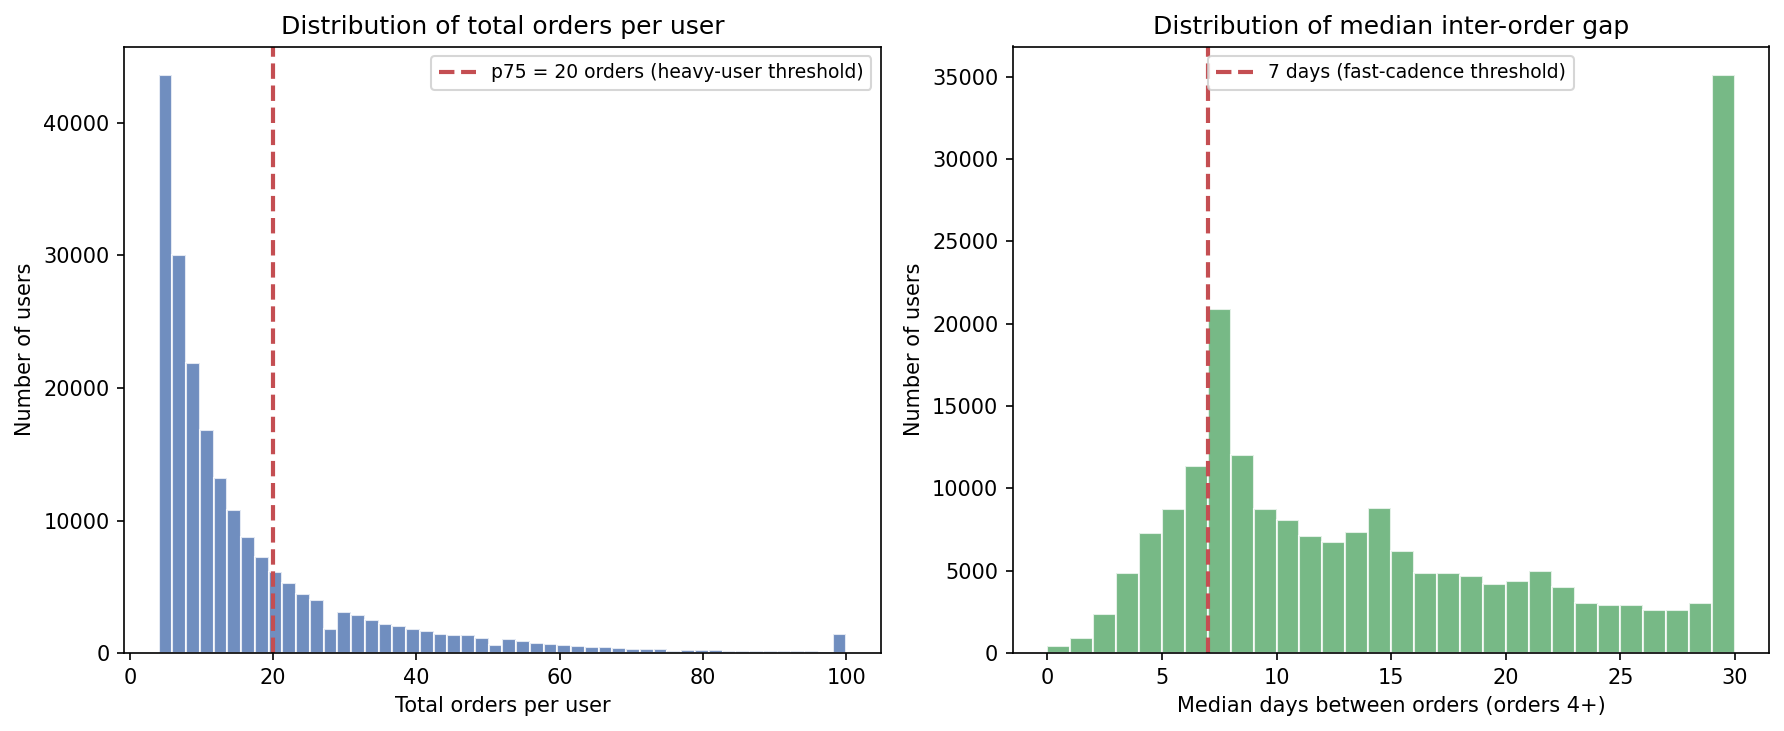 Distribution of total orders per user
p75 = 20 orders (heavy-user threshold)
40000
30000
20000
10000
0
Number of users
0 20 40 60 80 100
Total orders per user
Distribution of median inter-order gap
7 days (fast-cadence threshold)
35000
30000
25000
20000
15000
10000
5000
0
Number of users
0 5 10 15 20 25 30
Median days between orders (orders 4+)